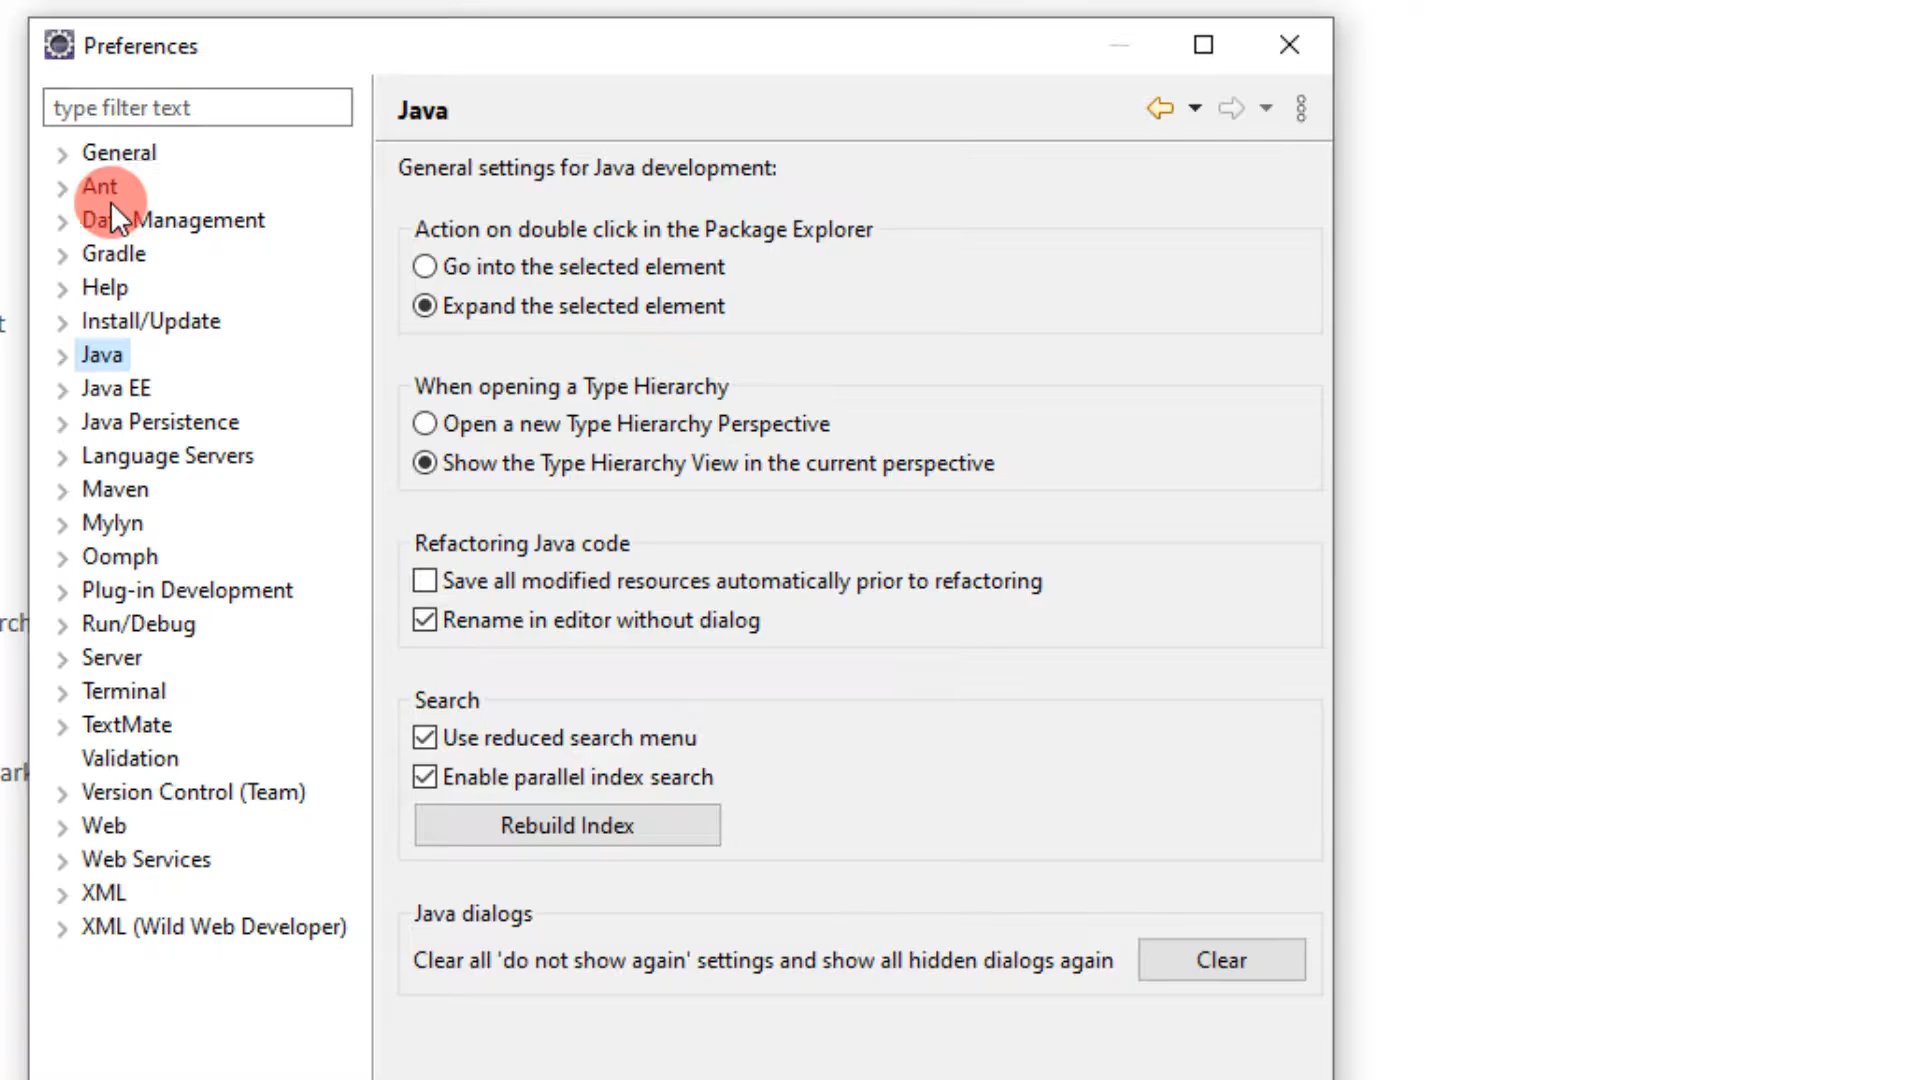 Preferences
type filter text
General
Ant
Data Management
Gradle
Help
Install/Update
Java
Java EE
Java Persistence
Language Servers
Maven
Mylyn
Oomph
Plug-in Development
Run/Debug
Server
Terminal
TextMate
Validation
Version Control (Team)
Web
Web Services
XML
XML (Wild Web Developer)
Java
General settings for Java development:
Action on double click in the Package Explorer
Go into the selected element
Expand the selected element
When opening a Type Hierarchy
Open a new Type Hierarchy Perspective
Show the Type Hierarchy View in the current perspective
Refactoring Java code
Save all modified resources automatically prior to refactoring
Rename in editor without dialog
Search
Use reduced search menu
Enable parallel index search
Rebuild Index
Java dialogs
Clear all 'do not show again' settings and show all hidden dialogs again
Clear